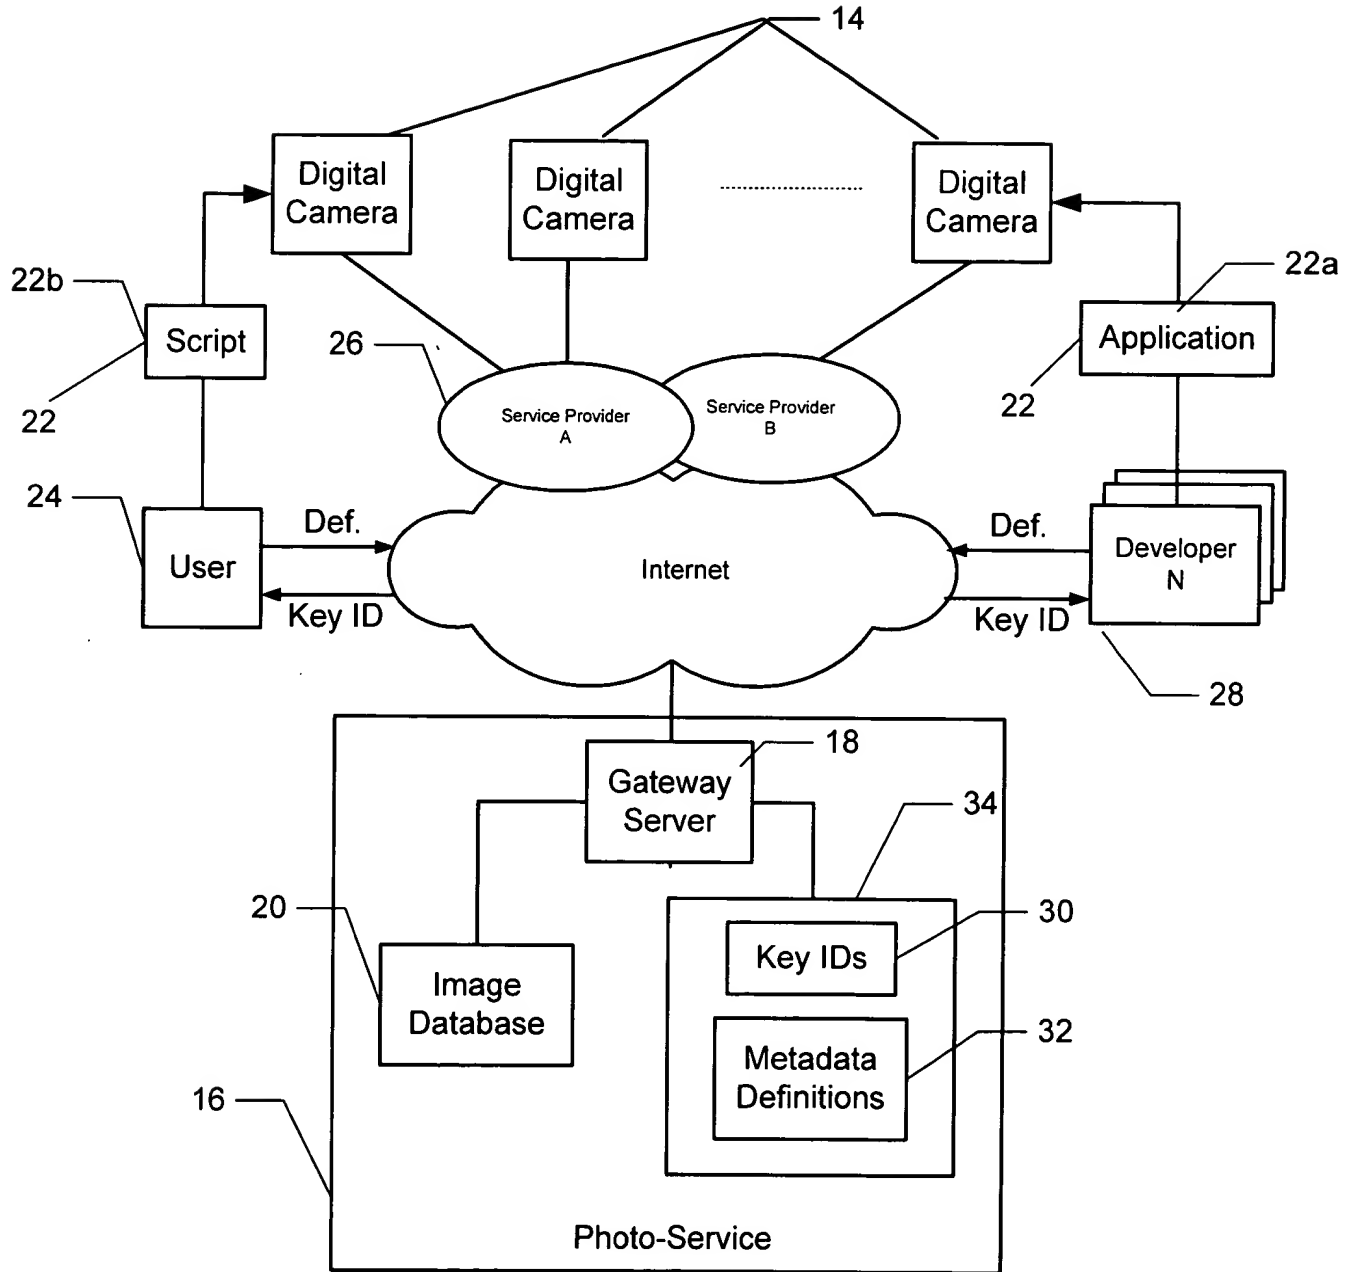 14
Digital
Camera
Digital
Camera
Digital
Camera
22b
22a
Script
26
Application
22
22
Service Provider
A
Service Provider
B
24
Def.
Def.
User
Internet
Developer
N
Key ID
Key ID
28
18
Gateway
Server
34
20
30
Key IDs
Image
Database
32
Metadata
Definitions
16
Photo-Service